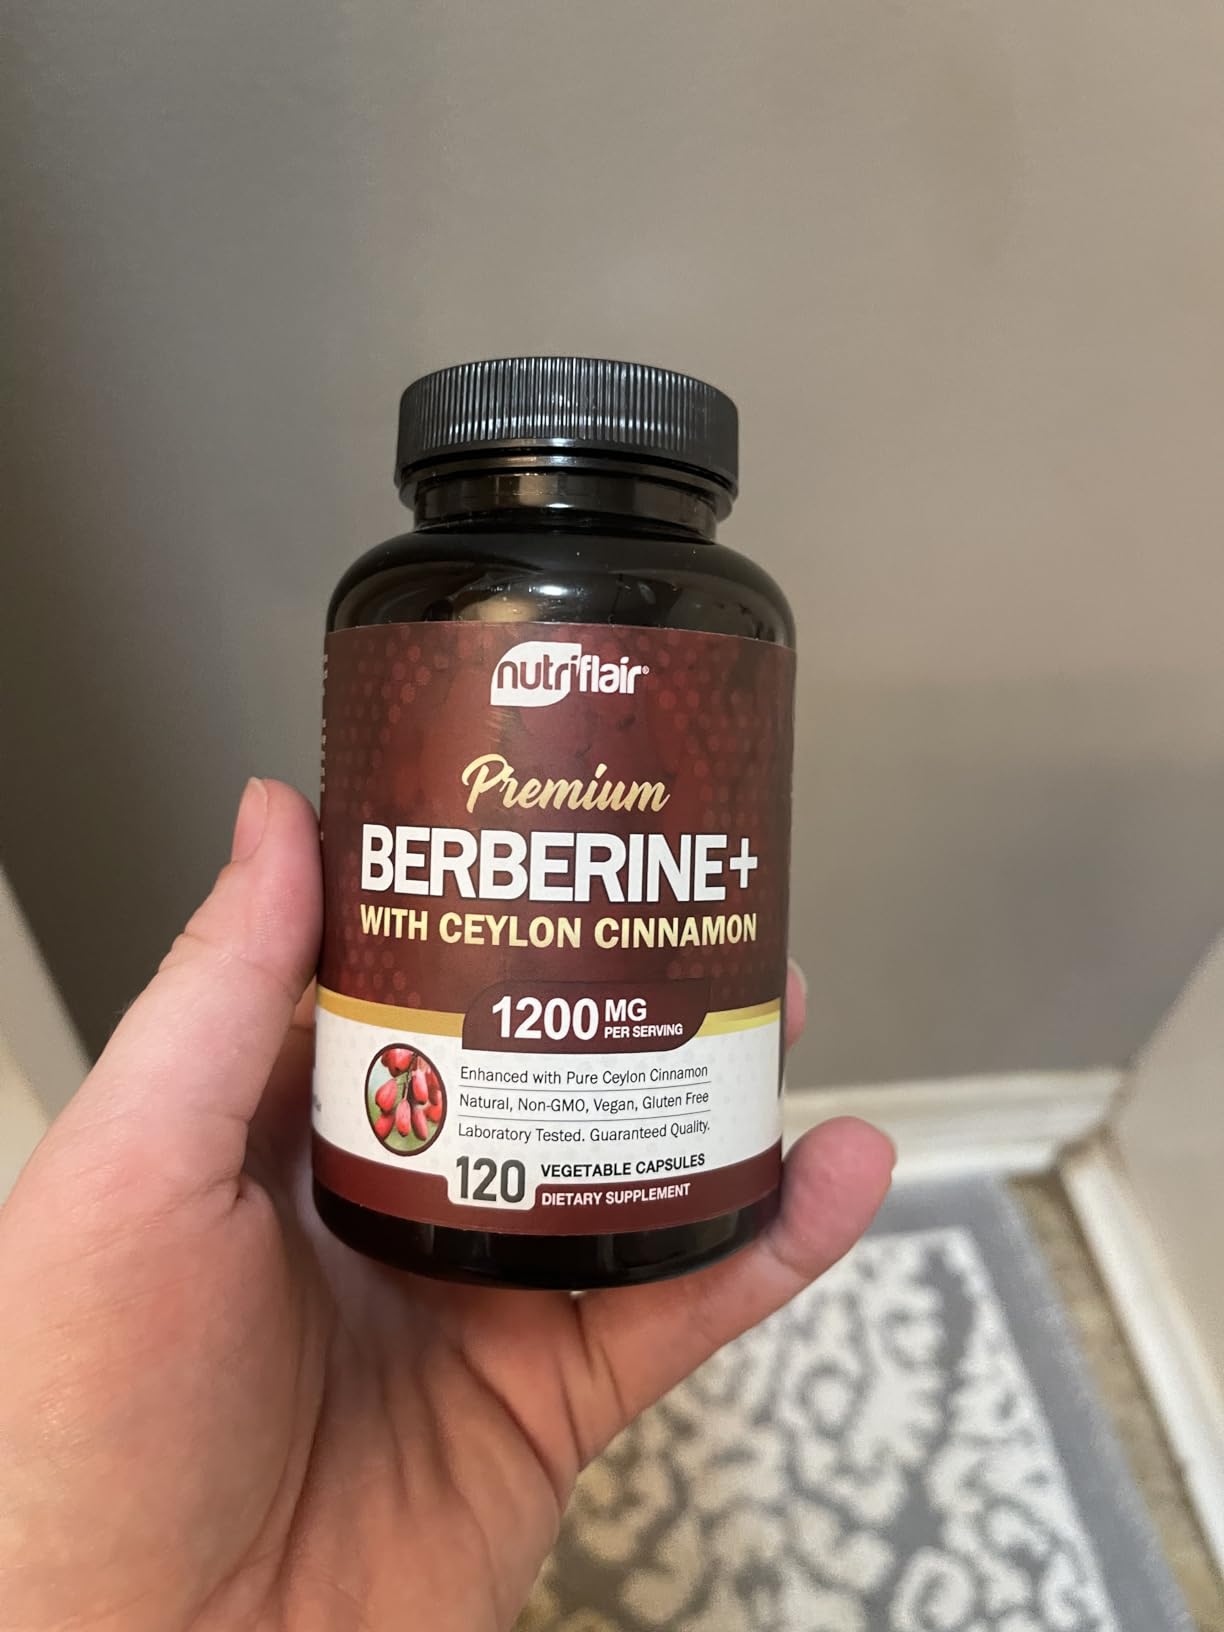 nutriflair®
Premium
BERBERINE+
WITH CEYLON CINNAMON
1200 MG
PER SERVING
Enhanced with Pure Ceylon Cinnamon
Natural, Non-GMO, Vegan, Gluten Free
Laboratory Tested. Guaranteed Quality.
120 VEGETABLE CAPSULES
DIETARY SUPPLEMENT